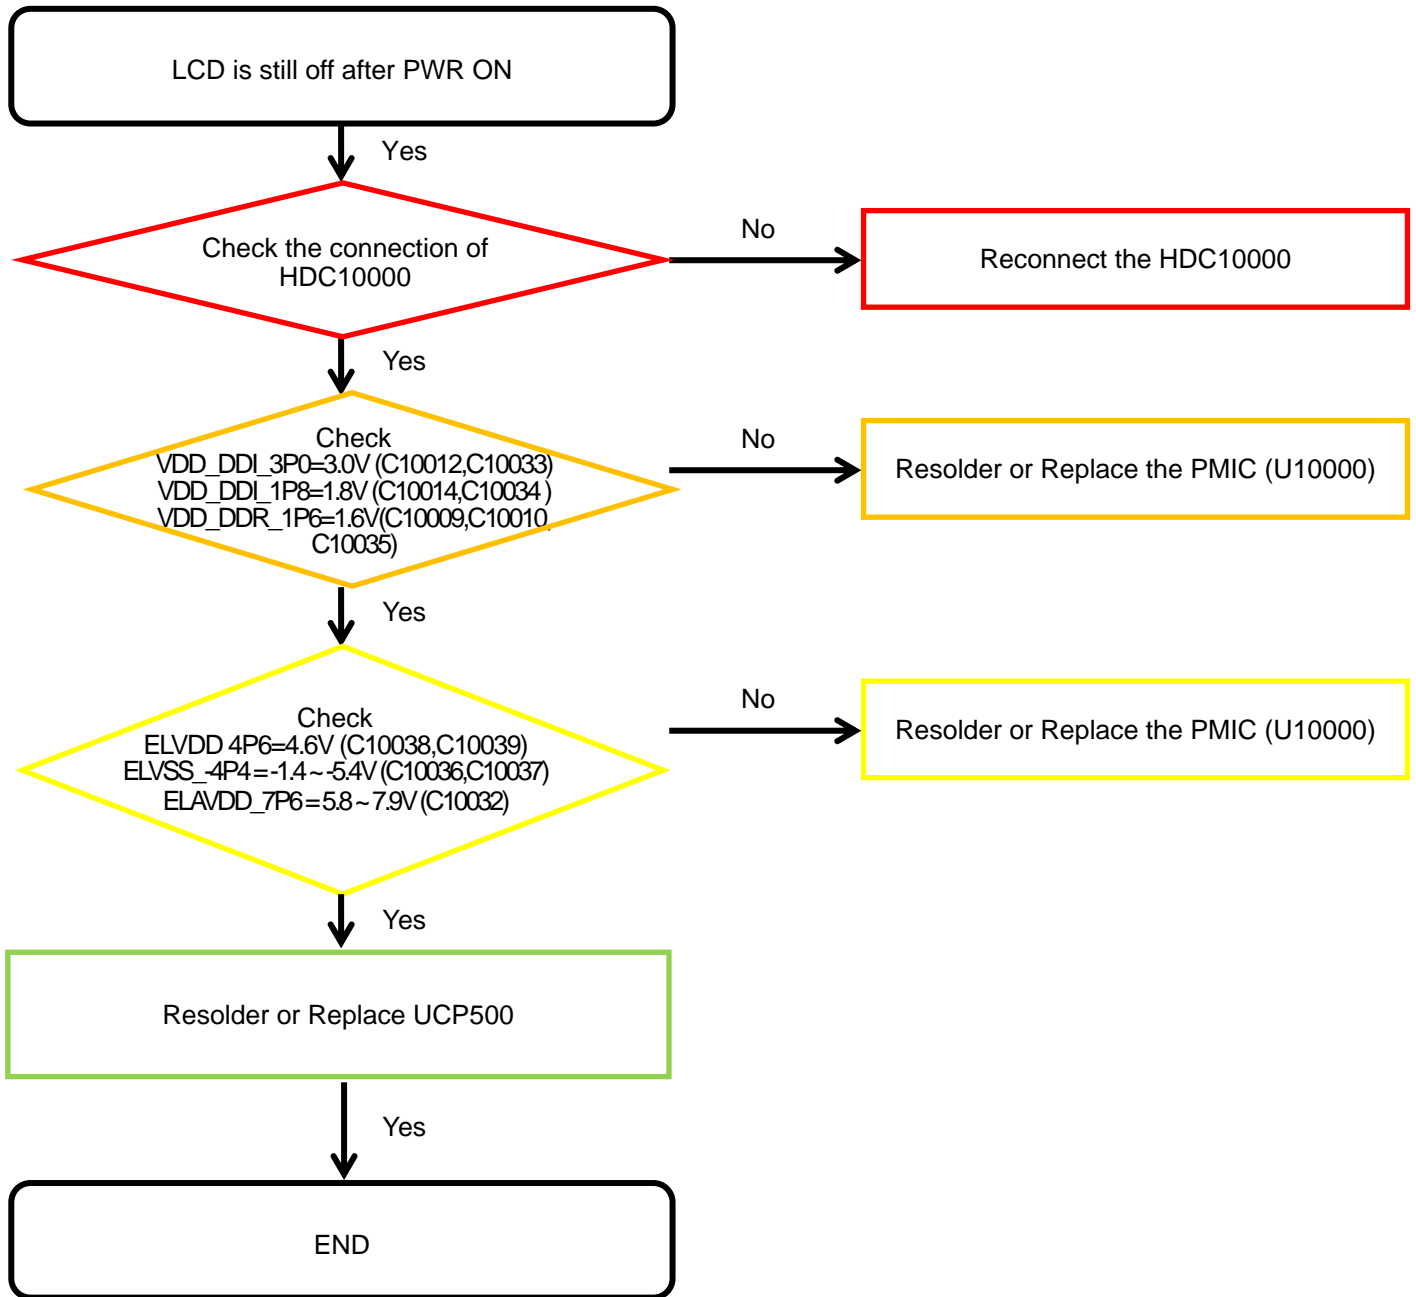 LCD is still off after PWR ON
Yes
Check the connection of
HDC10000
No
Reconnect the HDC10000
Yes
Check
VDD_DDI_3P0=3.0V (C10012,C10033)
VDD_DDI_1P8=1.8V (C10014,C10034 )
VDD_DDR_1P6=1.6V(C10009,C10010,
C10035)
No
Resolder or Replace the PMIC (U10000)
Yes
Check
ELVDD 4P6=4.6V (C10038,C10039)
ELVSS_-4P4 = -1.4 ~ -5.4V (C10036,C10037)
ELAVDD_7P6 = 5.8 ~ 7.9V (C10032)
No
Resolder or Replace the PMIC (U10000)
Yes
Resolder or Replace UCP500
Yes
END